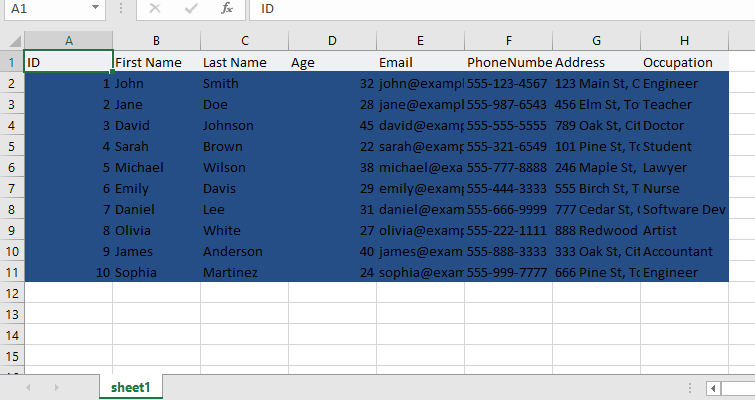 A1 fx ID
A B C D E F G H
1 ID First Name Last Name Age Email PhoneNumbe Address Occupation
2 1 John Smith 32 john@exampl 555-123-4567 123 Main St, C Engineer
3 2 Jane Doe 28 jane@exampl 555-987-6543 456 Elm St, To Teacher
4 3 David Johnson 45 david@examp 555-555-5555 789 Oak St, Cit Doctor
5 4 Sarah Brown 22 sarah@examp 555-321-6549 101 Pine St, To Student
6 5 Michael Wilson 38 michael@exa 555-777-8888 246 Maple St, Lawyer
7 6 Emily Davis 29 emily@examp 555-444-3333 555 Birch St, T Nurse
8 7 Daniel Lee 31 daniel@exam 555-666-9999 777 Cedar St, Software Dev
9 8 Olivia White 27 olivia@examp 555-222-1111 888 Redwood Artist
10 9 James Anderson 40 james@exam 555-888-3333 333 Oak St, Cit Accountant
11 10 Sophia Martinez 24 sophia@exam 555-999-7777 666 Pine St, To Engineer
12
13
14
15
sheet1